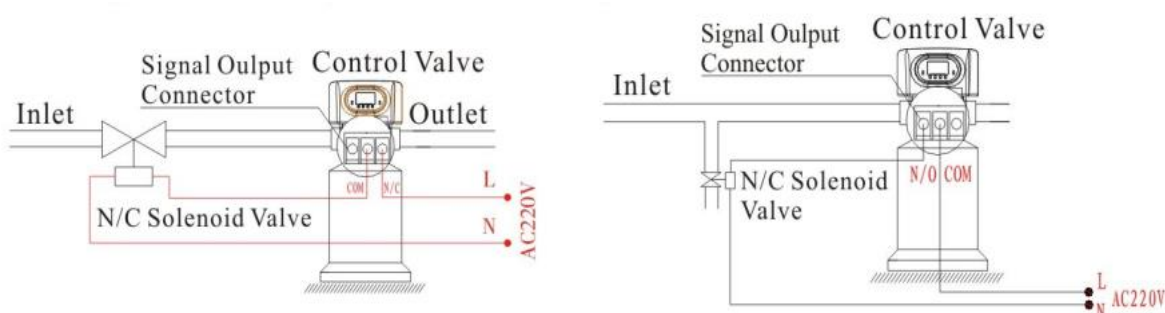 Signal Oulput
Connector
Control Valve
Inlet
Outlet
COM
N/C
L
N
AC220V
N/C Solenoid Valve
Signal Output
Connector
Control Valve
Inlet
N/O COM
N/C Solenoid
Valve
L
N
AC220V